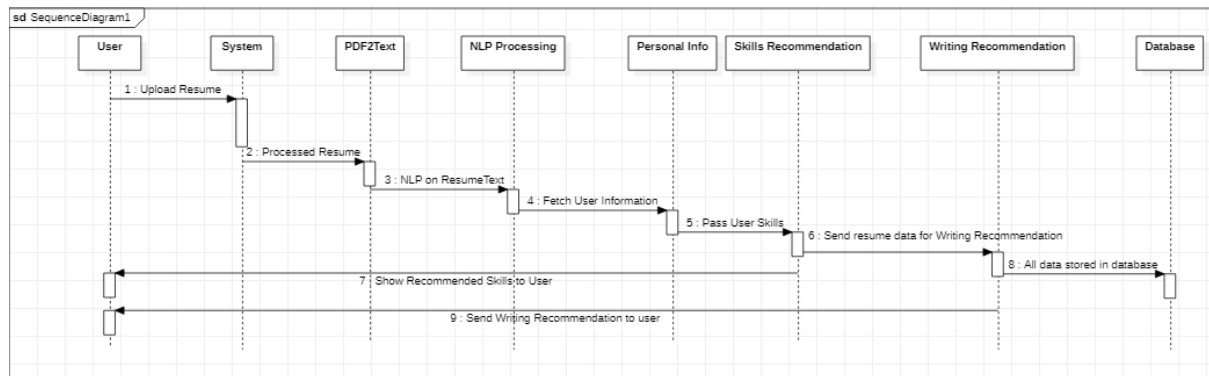 sd SequenceDiagram1
User
System
PDF2Text
NLP Processing
Personal Info
Skills Recommendation
Writing Recommendation
Database
1 : Upload Resume
2 : Processed Resume
3 : NLP on ResumeText
4 : Fetch User Information
5 : Pass User Skills
6 : Send resume data for Writing Recommendation
8 : All data stored in database
7 : Show Recommended Skills to User
9 : Send Writing Recommendation to user